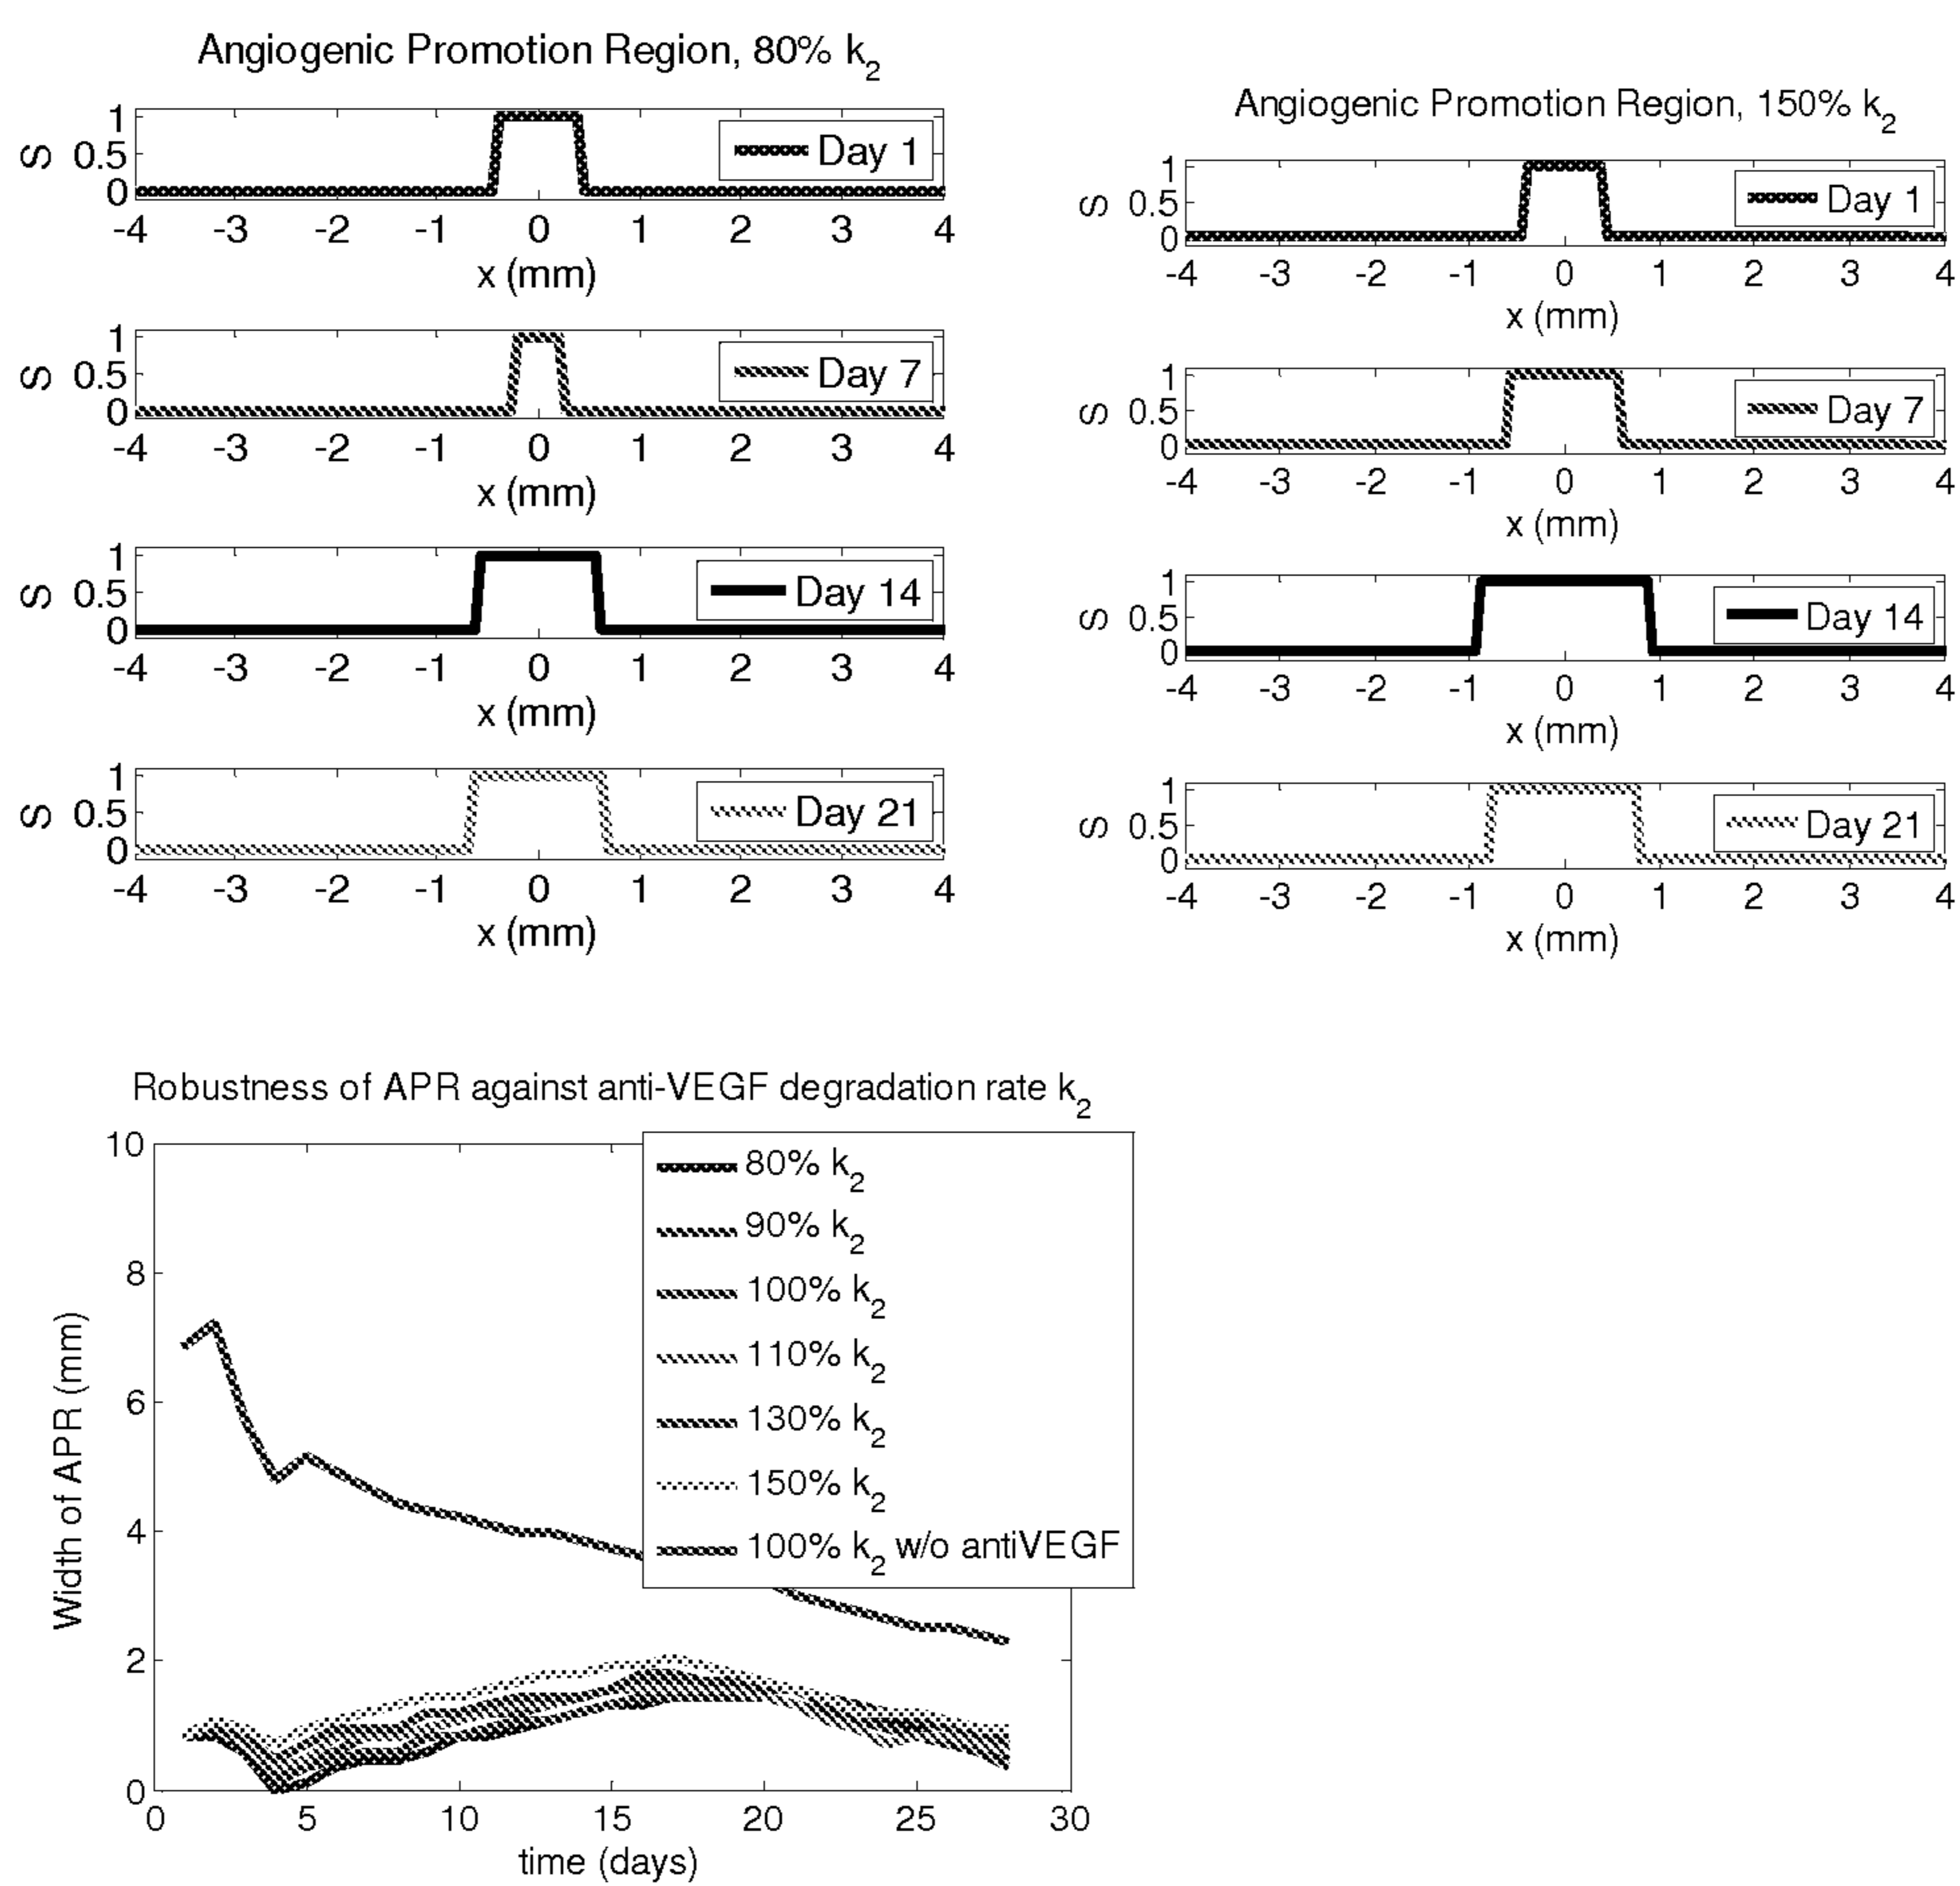 Angiogenic Promotion Region, 80% k2
1
0.5
0
S
Day 1
-4 -3 -2 -1 0 1 2 3 4
x (mm)
1
0.5
0
S
Day 7
-4 -3 -2 -1 0 1 2 3 4
x (mm)
1
0.5
0
S
Day 14
-4 -3 -2 -1 0 1 2 3 4
x (mm)
1
0.5
0
S
Day 21
-4 -3 -2 -1 0 1 2 3 4
x (mm)
Angiogenic Promotion Region, 150% k2
1
0.5
0
S
Day 1
-4 -3 -2 -1 0 1 2 3 4
x (mm)
1
0.5
0
S
Day 7
-4 -3 -2 -1 0 1 2 3 4
x (mm)
1
0.5
0
S
Day 14
-4 -3 -2 -1 0 1 2 3 4
x (mm)
1
0.5
0
S
Day 21
-4 -3 -2 -1 0 1 2 3 4
x (mm)
Robustness of APR against anti-VEGF degradation rate k2
10
8
6
4
2
0
Width of APR (mm)
80% k2
90% k2
100% k2
110% k2
130% k2
150% k2
100% k2 w/o antiVEGF
0 5 10 15 20 25 30
time (days)